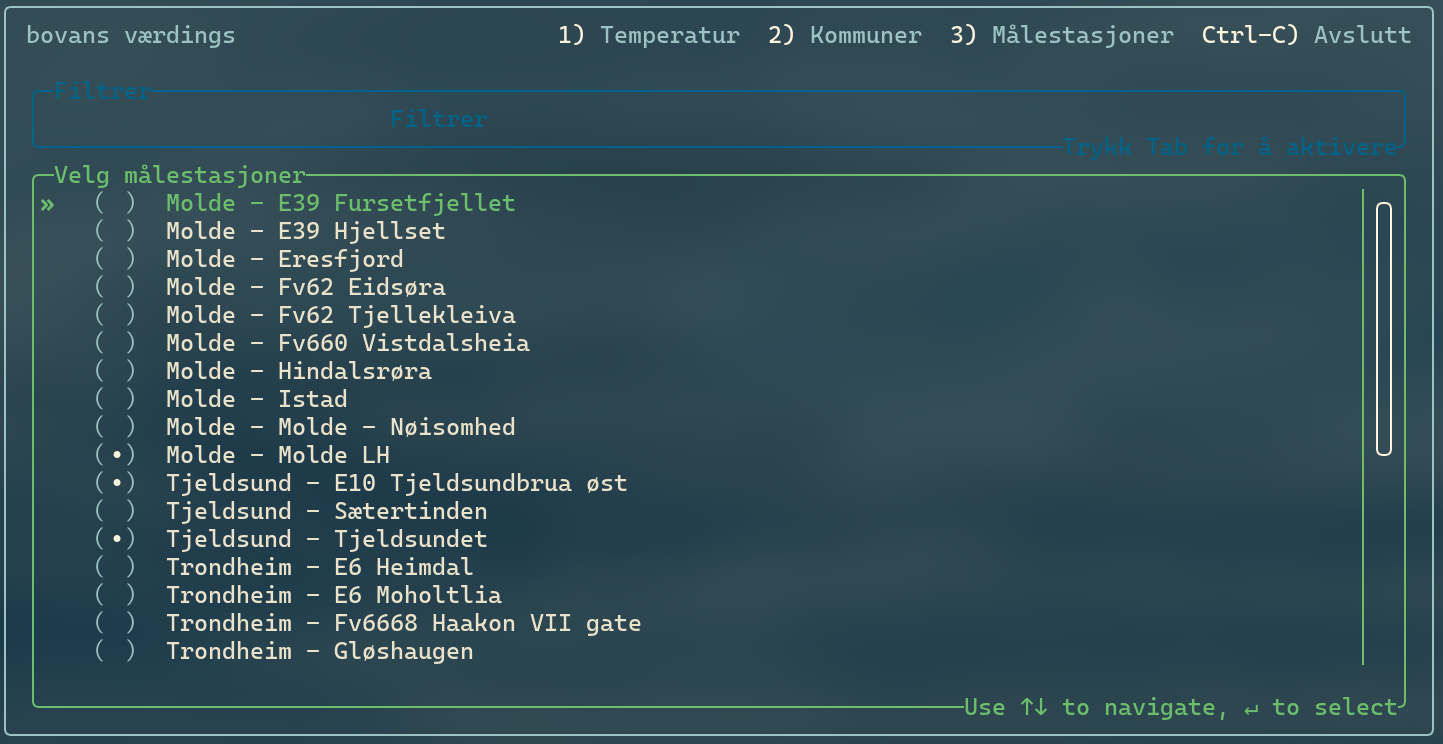 bovans værdings 1) Temperatur 2) Kommuner 3) Målestasjoner Ctrl-C) Avslutt
Filtrer
Filtrer
Trykk Tab for å aktivere
Velg målestasjoner
» ( ) Molde - E39 Fursetfjellet
( ) Molde - E39 Hjellset
( ) Molde - Eresfjord
( ) Molde - Fv62 Eidsøra
( ) Molde - Fv62 Tjellekleiva
( ) Molde - Fv660 Vistdalsheia
( ) Molde - Hindalsrøra
( ) Molde - Istad
( ) Molde - Molde - Nøisomhed
(•) Molde - Molde LH
(•) Tjeldsund - E10 Tjeldsundbrua øst
( ) Tjeldsund - Sætertinden
(•) Tjeldsund - Tjeldsundet
( ) Trondheim - E6 Heimdal
( ) Trondheim - E6 Moholtlia
( ) Trondheim - Fv6668 Haakon VII gate
( ) Trondheim - Gløshaugen
Use ↑↓ to navigate, ↵ to select